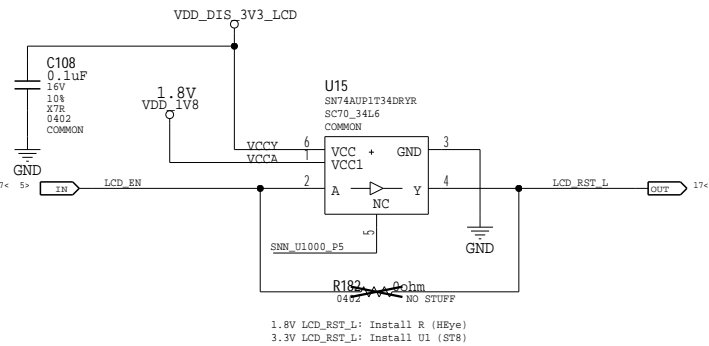 VDD_DIS_3V3_LCD
C108
0.1uF
16V
10%
X7R
0402
COMMON
GND
1.8V
VDD_1V8
U15
SN74AUP1T34DRYR
SC70_34L6
COMMON
VCCY 6 VCC + GND 3
VCCA 1 VCC1
7< 5> IN LCD_EN 2 A Y 4 LCD_RST_L OUT 17<
NC
5
SNN_U1000_P5
GND
R182 0ohm
0402 NO STUFF
1.8V LCD_RST_L: Install R (HEye)
3.3V LCD_RST_L: Install U1 (ST8)